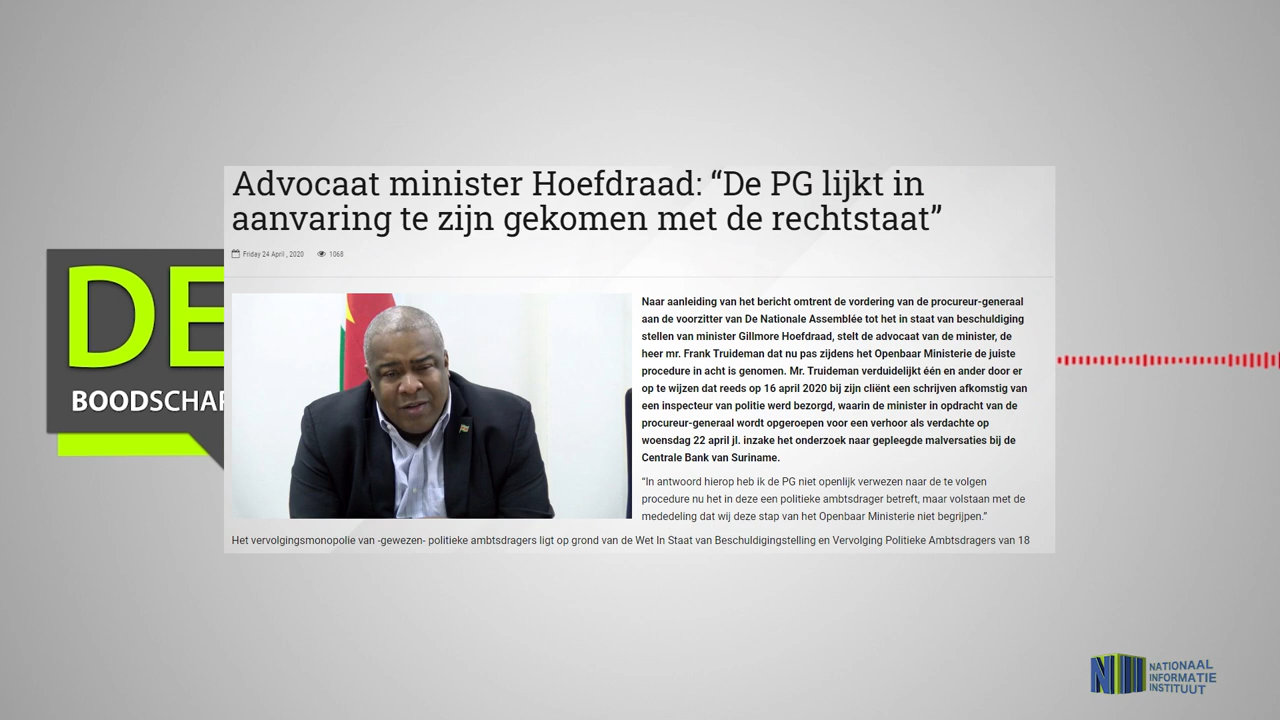 Advocaat minister Hoefdraad: “De PG lijkt in
aanvaring te zijn gekomen met de rechtstaat”
Friday 24 April , 2020 1068
DE
BOODSCHAP
Naar aanleiding van het bericht omtrent de vordering van de procureur-generaal
aan de voorzitter van De Nationale Assemblée tot het in staat van beschuldiging
stellen van minister Gillmore Hoefdraad, stelt de advocaat van de minister, de
heer mr. Frank Truideman dat nu pas zijdens het Openbaar Ministerie de juiste
procedure in acht is genomen. Mr. Truideman verduidelijkt één en ander door er
op te wijzen dat reeds op 16 april 2020 bij zijn cliënt een schrijven afkomstig van
een inspecteur van politie werd bezorgd, waarin de minister in opdracht van de
procureur-generaal wordt opgeroepen voor een verhoor als verdachte op
woensdag 22 april jl. inzake het onderzoek naar gepleegde malversaties bij de
Centrale Bank van Suriname.
“In antwoord hierop heb ik de PG niet openlijk verwezen naar de te volgen
procedure nu het in deze een politieke ambtsdrager betreft, maar volstaan met de
mededeling dat wij deze stap van het Openbaar Ministerie niet begrijpen.”
Het vervolgingsmonopolie van -gewezen- politieke ambtsdragers ligt op grond van de Wet In Staat van Beschuldigingstelling en Vervolging Politieke Ambtsdragers van 18
NII NATIONAAL
INFORMATIE
INSTITUUT